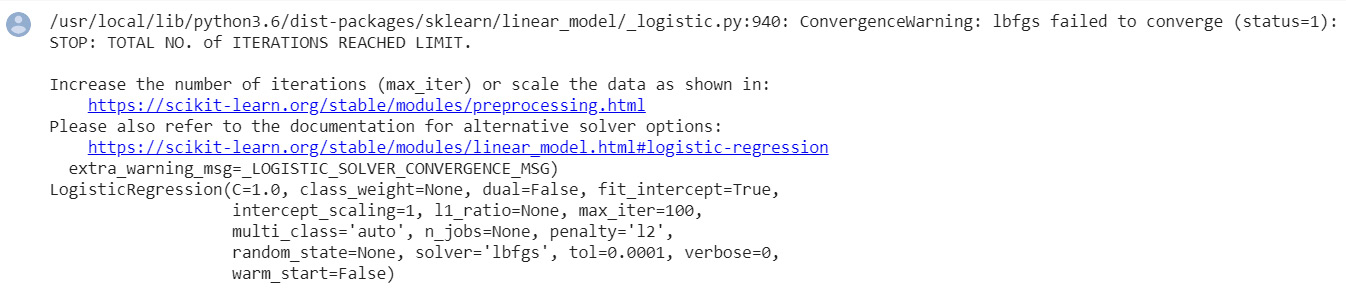 /usr/local/lib/python3.6/dist-packages/sklearn/linear_model/_logistic.py:940: ConvergenceWarning: lbfgs failed to converge (status=1):
STOP: TOTAL NO. of ITERATIONS REACHED LIMIT.
Increase the number of iterations (max_iter) or scale the data as shown in:
https://scikit-learn.org/stable/modules/preprocessing.html
Please also refer to the documentation for alternative solver options:
https://scikit-learn.org/stable/modules/linear_model.html#logistic-regression
extra_warning_msg=_LOGISTIC_SOLVER_CONVERGENCE_MSG)
LogisticRegression(C=1.0, class_weight=None, dual=False, fit_intercept=True,
intercept_scaling=1, l1_ratio=None, max_iter=100,
multi_class='auto', n_jobs=None, penalty='l2',
random_state=None, solver='lbfgs', tol=0.0001, verbose=0,
warm_start=False)